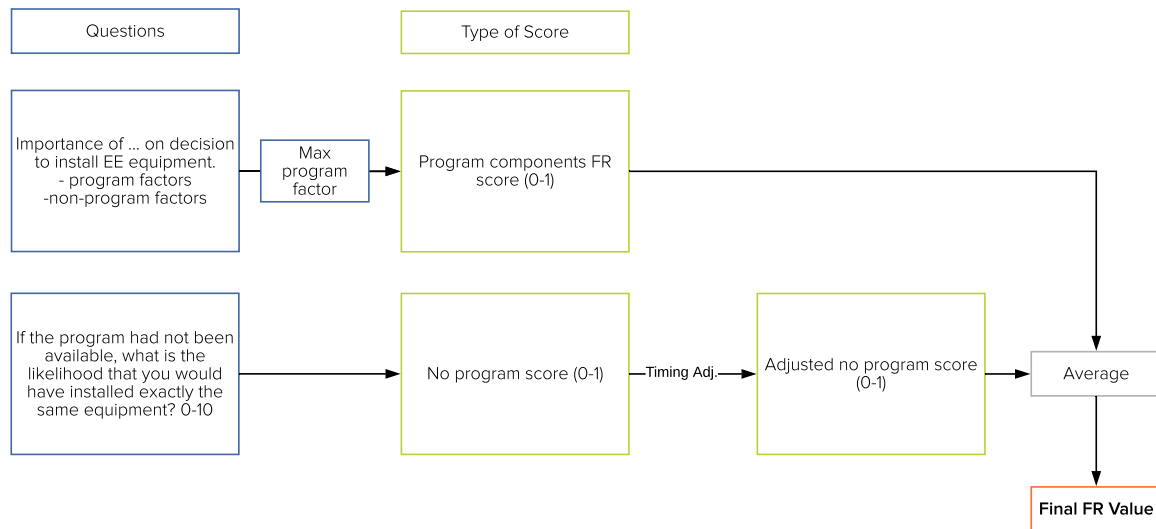 Questions
Type of Score
Importance of ... on decision
to install EE equipment.
- program factors
-non-program factors
Max
program
factor
Program components FR
score (0-1)
If the program had not been
available, what is the
likelihood that you would
have installed exactly the
same equipment? 0-10
No program score (0-1)
Timing Adj.
Adjusted no program score
(0-1)
Average
Final FR Value